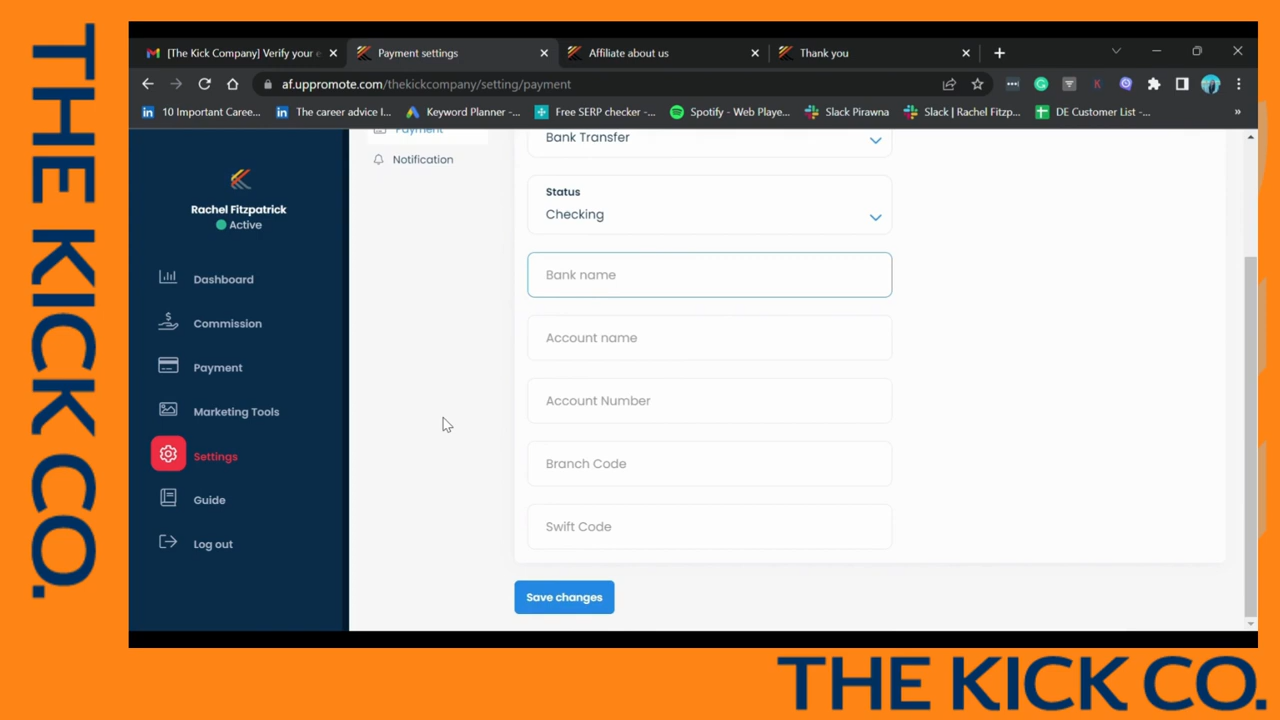 THE KICK CO.
[The Kick Company] Verify your e
Payment settings
Affiliate about us
Thank you
af.uppromote.com/thekickcompany/setting/payment
10 Important Caree...
The career advice I...
Keyword Planner -...
Free SERP checker -...
Spotify - Web Playe...
Slack Pirawna
Slack | Rachel Fitzp...
DE Customer List -...
»
Rachel Fitzpatrick
Active
Dashboard
Commission
Payment
Marketing Tools
Settings
Guide
Log out
Payment
Notification
Bank Transfer
Status
Checking
Bank name
Account name
Account Number
Branch Code
Swift Code
Save changes
THE KICK CO.